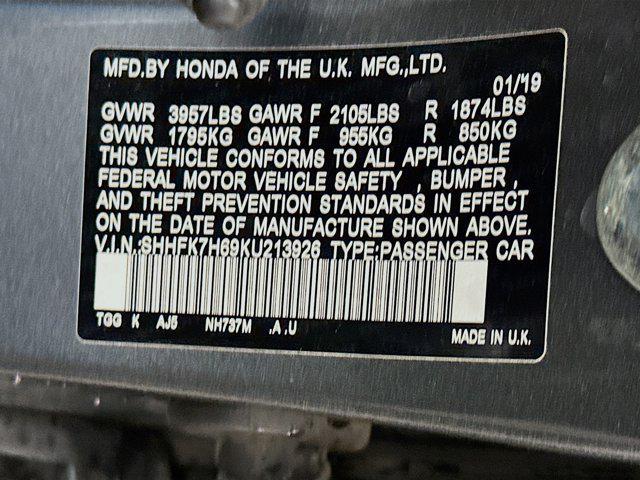 MFD.BY HONDA OF THE U.K. MFG.,LTD.
01/'19
GVWR 3957LBS GAWR F 2105LBS R 1874LBS
GVWR 1795KG GAWR F 955KG R 850KG
THIS VEHICLE CONFORMS TO ALL APPLICABLE
FEDERAL MOTOR VEHICLE SAFETY , BUMPER ,
AND THEFT PREVENTION STANDARDS IN EFFECT
ON THE DATE OF MANUFACTURE SHOWN ABOVE.
V.I.N.:SHHFK7H69KU213926 TYPE:PASSENGER CAR
TGG K AJ5 NH737M .A .U
MADE IN U.K.